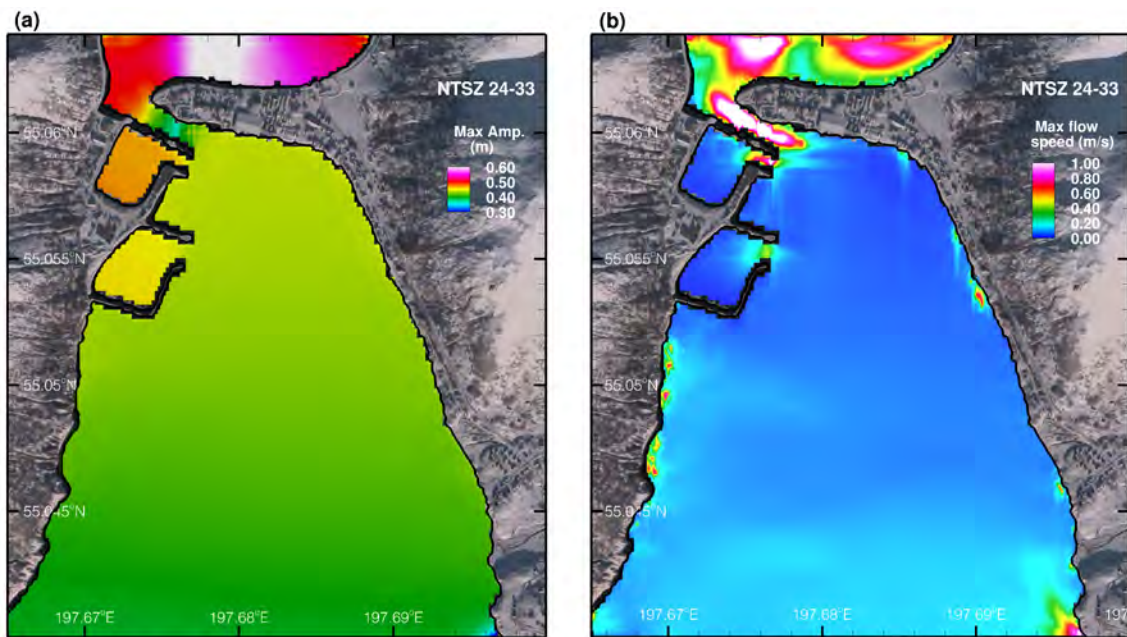 (a)
NTSZ 24-33
Max Amp.
(m)
0.60
0.50
0.40
0.30
55.06°N
55.055°N
55.05°N
55.045°N
197.67°E
197.68°E
197.69°E
(b)
NTSZ 24-33
Max flow
speed (m/s)
1.00
0.80
0.60
0.40
0.20
0.00
55.06°N
55.055°N
55.05°N
55.045°N
197.67°E
197.68°E
197.69°E